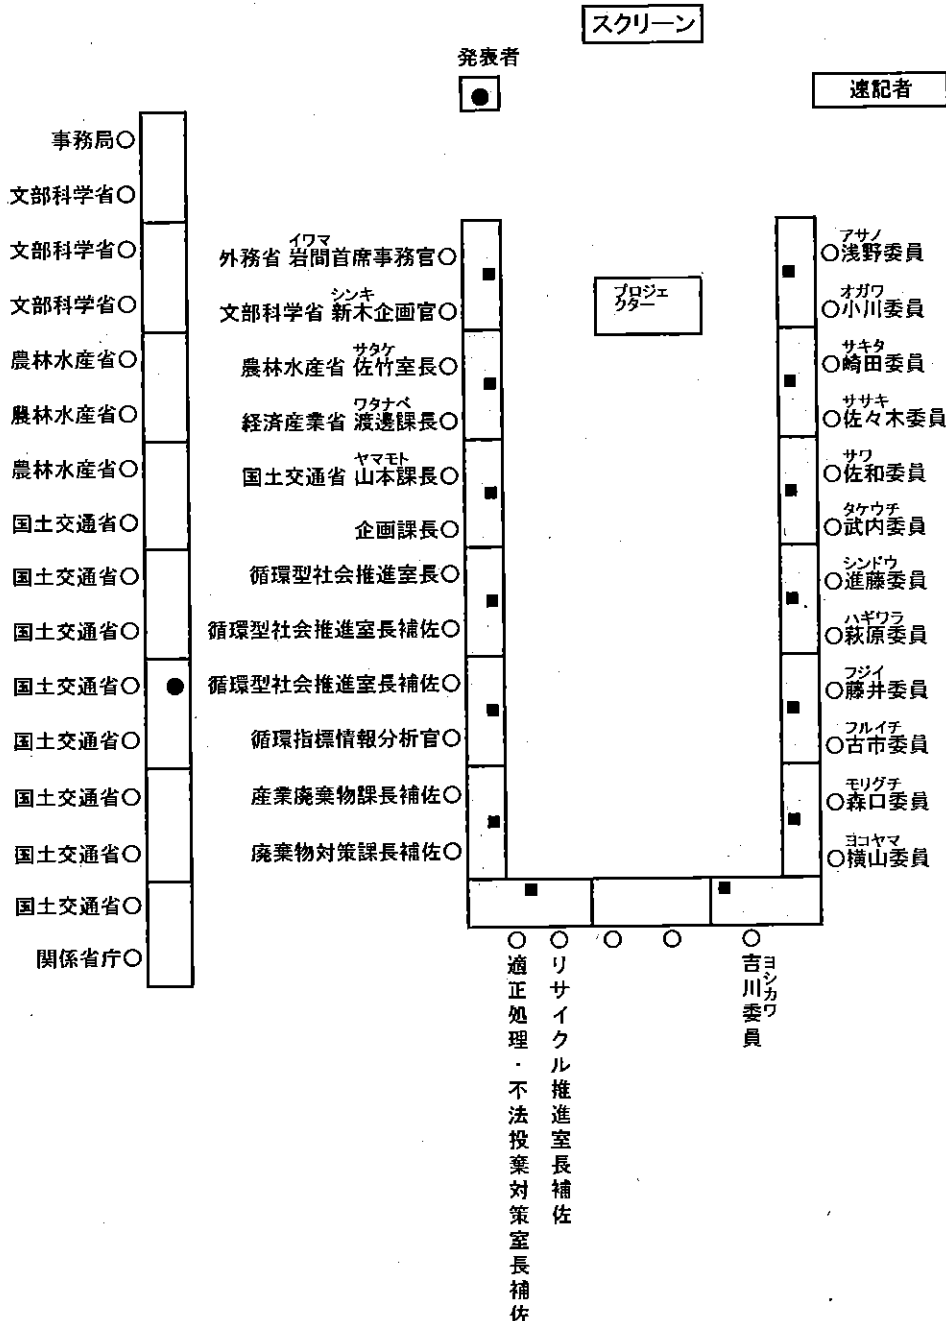 スクリーン
発表者
速記者
事務局○
文部科学省○
文部科学省○
文部科学省○
農林水産省○
農林水産省○
農林水産省○
国土交通省○
国土交通省○
国土交通省○
国土交通省○
国土交通省○
国土交通省○
国土交通省○
国土交通省○
関係省庁○
イワマ
外務省 岩間首席事務官○
シンキ
文部科学省 新木企画官○
サタケ
農林水産省 佐竹室長○
ワタナベ
経済産業省 渡邊課長○
ヤマモト
国土交通省 山本課長○
企画課長○
循環型社会推進室長○
循環型社会推進室長補佐○
循環型社会推進室長補佐○
循環指標情報分析官○
産業廃棄物課長補佐○
廃棄物対策課長補佐○
プロジェ
クター
アサノ
○浅野委員
オガワ
○小川委員
サキタ
○崎田委員
ササキ
○佐々木委員
サワ
○佐和委員
タケウチ
○武内委員
シンドウ
○進藤委員
ハギワラ
○萩原委員
フジイ
○藤井委員
フルイチ
○古市委員
モリグチ
○森口委員
ヨコヤマ
○横山委員
○適正処理・不法投棄対策室長補佐
○リサイクル推進室長補佐
○
○
ヨシカワ
○吉川委員